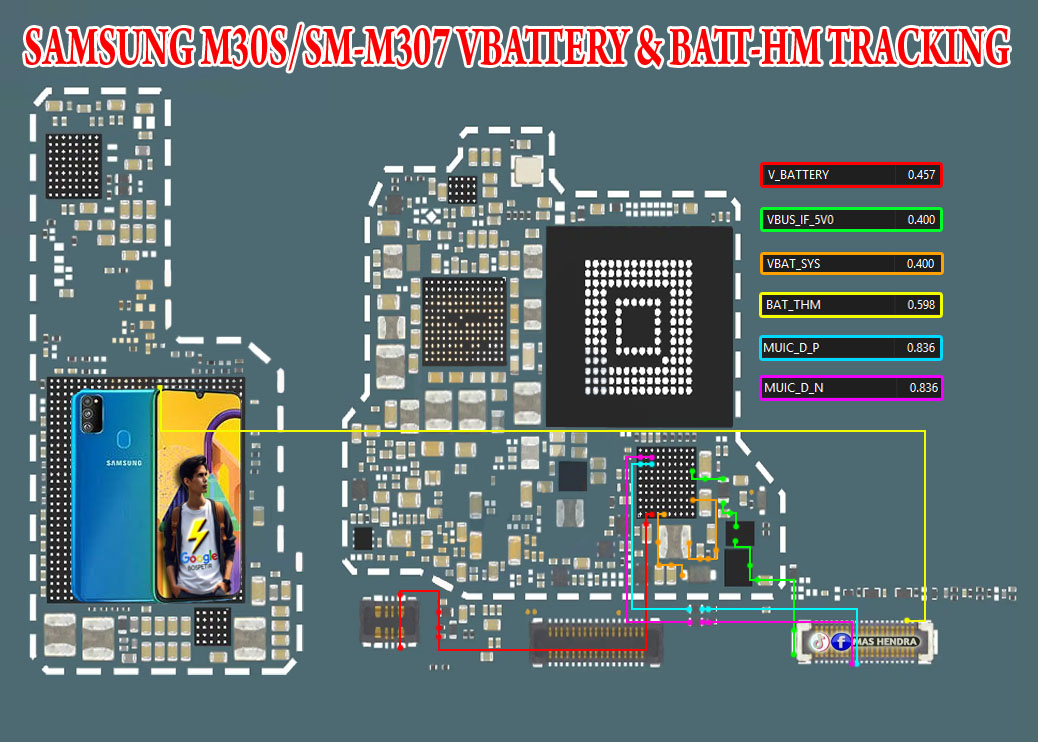 SAMSUNG M30S/SM-M307 VBATTERY & BATT-HM TRACKING
V_BATTERY 0.457
VBUS_IF_5V0 0.400
VBAT_SYS 0.400
BAT_THM 0.598
MUIC_D_P 0.836
MUIC_D_N 0.836
SAMSUNG
Google
MAS HENDRA